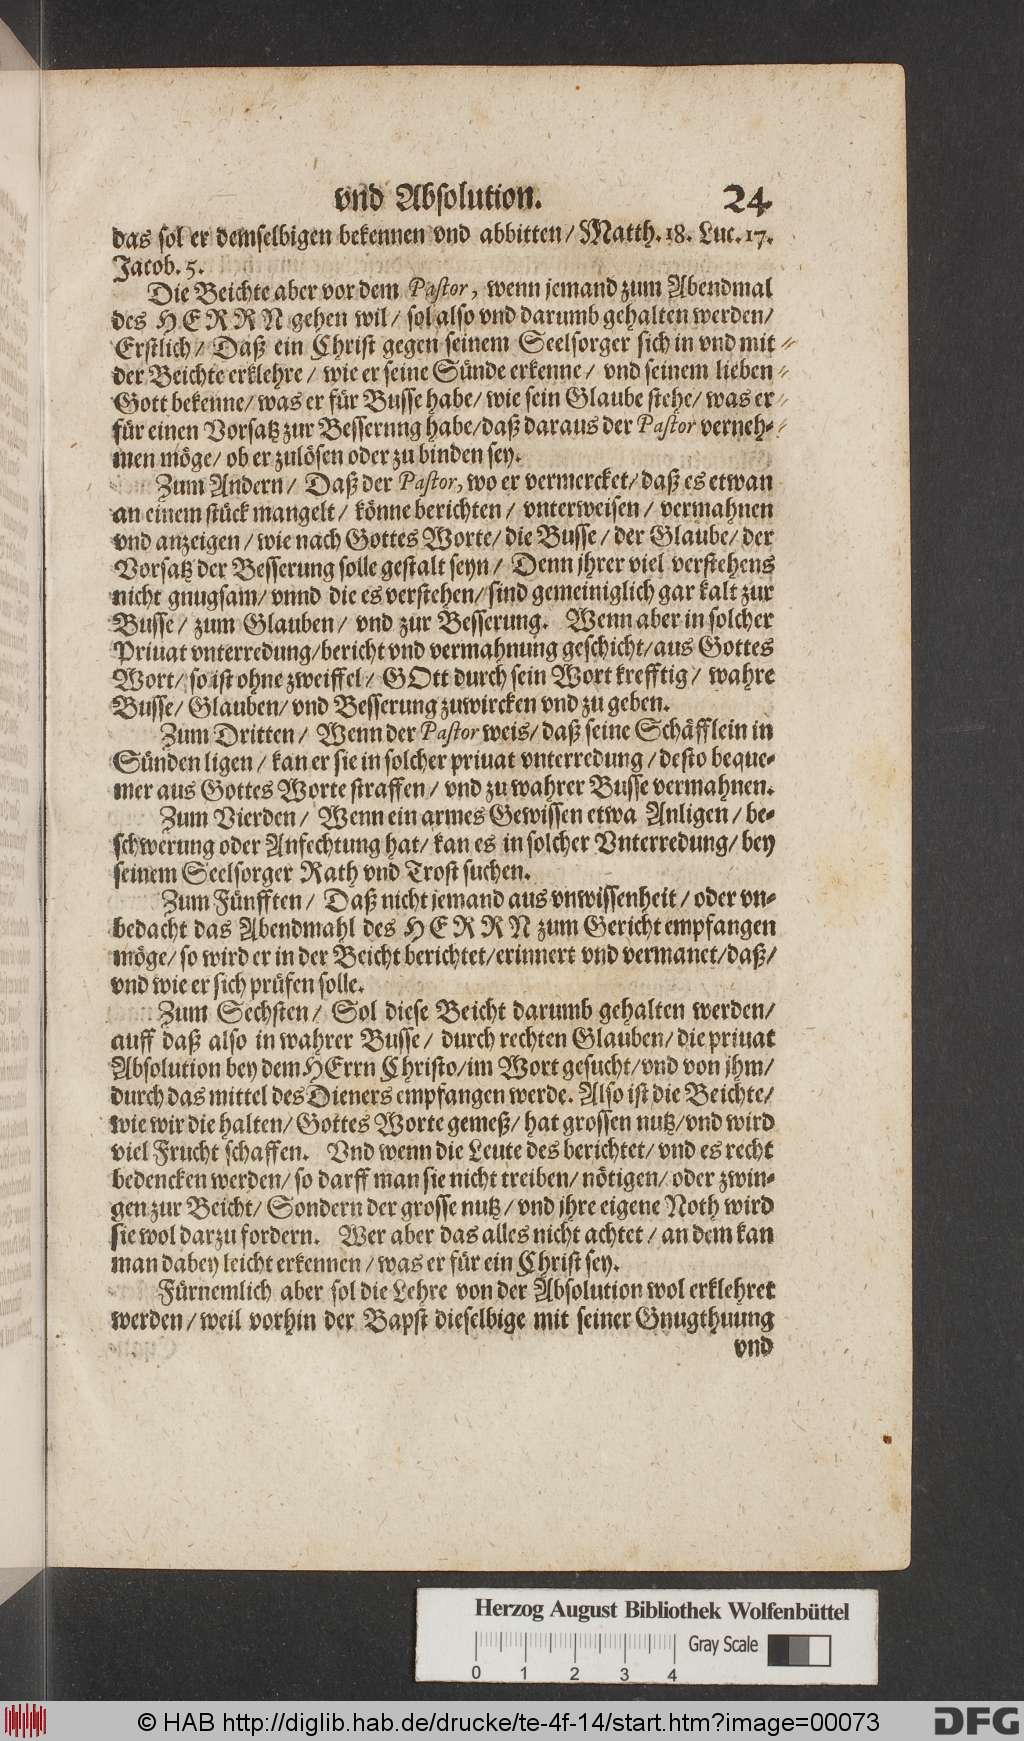 vnd Absolution. 24.
das sol er demselbigen bekennen vnd abbitten / Matth. 18. Luc. 17.
Jacob. 5.
Die Beichte aber vor dem Pastor, wenn jemand zum Abendmal
des HERRN gehen wil / sol also vnd darumb gehalten werden /
Erstlich / Daß ein Christ gegen seinem Seelsorger sich in vnd mit
der Beichte erklehre / wie er seine Sünde erkenne / vnd seinem lieben
Gott bekenne / was er für Busse habe / wie sein Glaube stehe / was er
für einen Vorsatz zur Besserung habe / daß daraus der Pastor verneh-
men möge / ob er zulösen oder zu binden sey.
Zum Andern / Daß der Pastor, wo er vermercket / daß es etwan
an einem stück mangelt / könne berichten / vnterweisen / vermahnen
vnd anzeigen / wie nach Gottes Worte / die Busse / der Glaube / der
Vorsatz der Besserung solle gestalt seyn / Denn jhrer viel verstehens
nicht gnugsam / vnnd die es verstehen / sind gemeiniglich gar kalt zur
Busse / zum Glauben / vnd zur Besserung. Wenn aber in solcher
Priuat vnterredung / bericht vnd vermahnung geschicht / aus Gottes
Wort / so ist ohne zweiffel / GOtt durch sein Wort krefftig / wahre
Busse / Glauben / vnd Besserung zuwircken vnd zu geben.
Zum Dritten / Wenn der Pastor weis / daß seine Schäfflein in
Sünden ligen / kan er sie in solcher priuat vnterredung / desto beque-
mer aus Gottes Worte straffen / vnd zu wahrer Busse vermahnen.
Zum Vierden / Wenn ein armes Gewissen etwa Anligen / be-
schwerung oder Anfechtung hat / kan es in solcher Vnterredung / bey
seinem Seelsorger Rath vnd Trost suchen.
Zum Fünfften / Daß nicht jemand aus vnwissenheit / oder vn-
bedacht das Abendmahl des HERRN zum Gericht empfangen
möge / so wird er in der Beicht berichtet / erinnert vnd vermanet / daß /
vnd wie er sich prüfen solle.
Zum Sechsten / Sol diese Beicht darumb gehalten werden /
auff daß also in wahrer Busse / durch rechten Glauben / die priuat
Absolution bey dem HErrn Christo / im Wort gesucht / vnd von jhm /
durch das mittel des Dieners empfangen werde. Also ist die Beichte /
wie wir die halten / Gottes Worte gemeß / hat grossen nutz / vnd wird
viel Frucht schaffen. Vnd wenn die Leute des berichtet / vnd es recht
bedencken werden / so darff man sie nicht treiben / nötigen / oder zwin-
gen zur Beicht / Sondern der grosse nutz / vnd jhre eigene Noth wird
sie wol darzu fordern. Wer aber das alles nicht achtet / an dem kan
man dabey leicht erkennen / was er für ein Christ sey.
Fürnemlich aber sol die Lehre von der Absolution wol erklehret
werden / weil vorhin der Bapst dieselbige mit seiner Gnugthuung
vnd
Herzog August Bibliothek Wolfenbüttel
Gray Scale
0 1 2 3 4
© HAB http://diglib.hab.de/drucke/te-4f-14/start.htm?image=00073
DFG